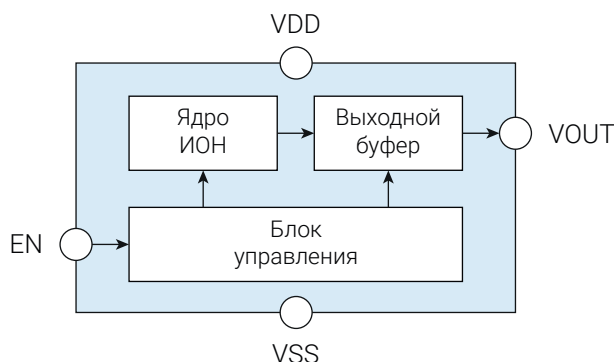 VDD
Ядро
ИОН
Выходной
буфер
VOUT
EN
Блок
управления
VSS